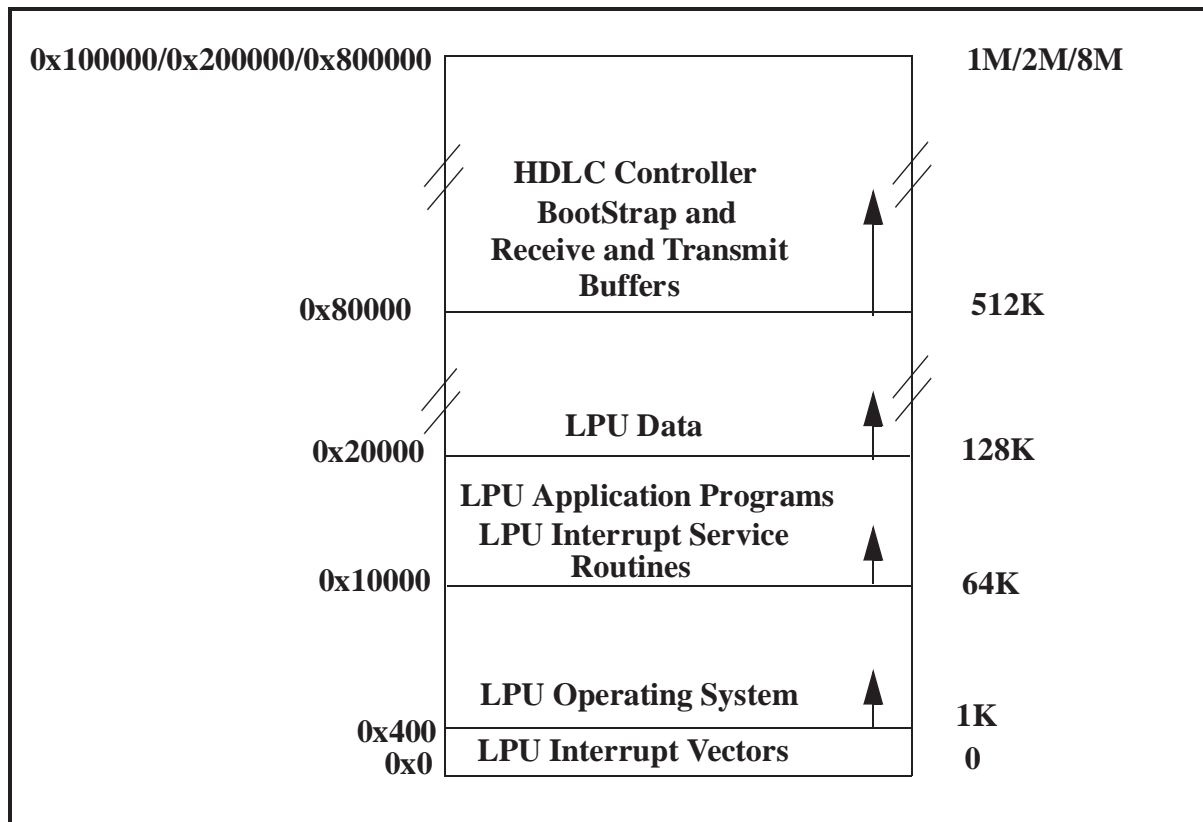 0x100000/0x200000/0x800000
1M/2M/8M
HDLC Controller
BootStrap and
Receive and Transmit
Buffers
0x80000
512K
LPU Data
0x20000
128K
LPU Application Programs
LPU Interrupt Service
Routines
0x10000
64K
LPU Operating System
1K
0x400
LPU Interrupt Vectors
0x0
0